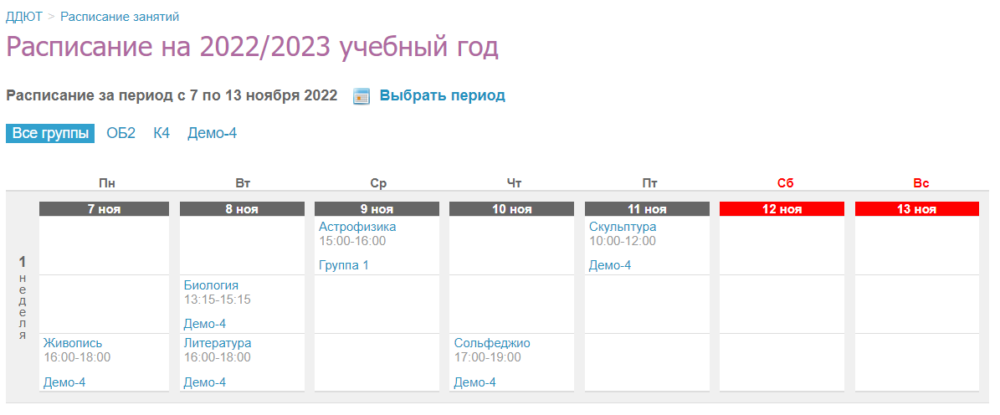 ДДЮТ > Расписание занятий
Расписание на 2022/2023 учебный год
Расписание за период с 7 по 13 ноября 2022 Выбрать период
Все группы ОБ2 К4 Демо-4
Пн Вт Ср Чт Пт Сб Вс
7 ноя 8 ноя 9 ноя 10 ноя 11 ноя 12 ноя 13 ноя
1 неделя
Астрофизика Скульптура
15:00-16:00 10:00-12:00
Группа 1 Демо-4
Биология
13:15-15:15
Демо-4
Живопись Литература Сольфеджио
16:00-18:00 16:00-18:00 17:00-19:00
Демо-4 Демо-4 Демо-4